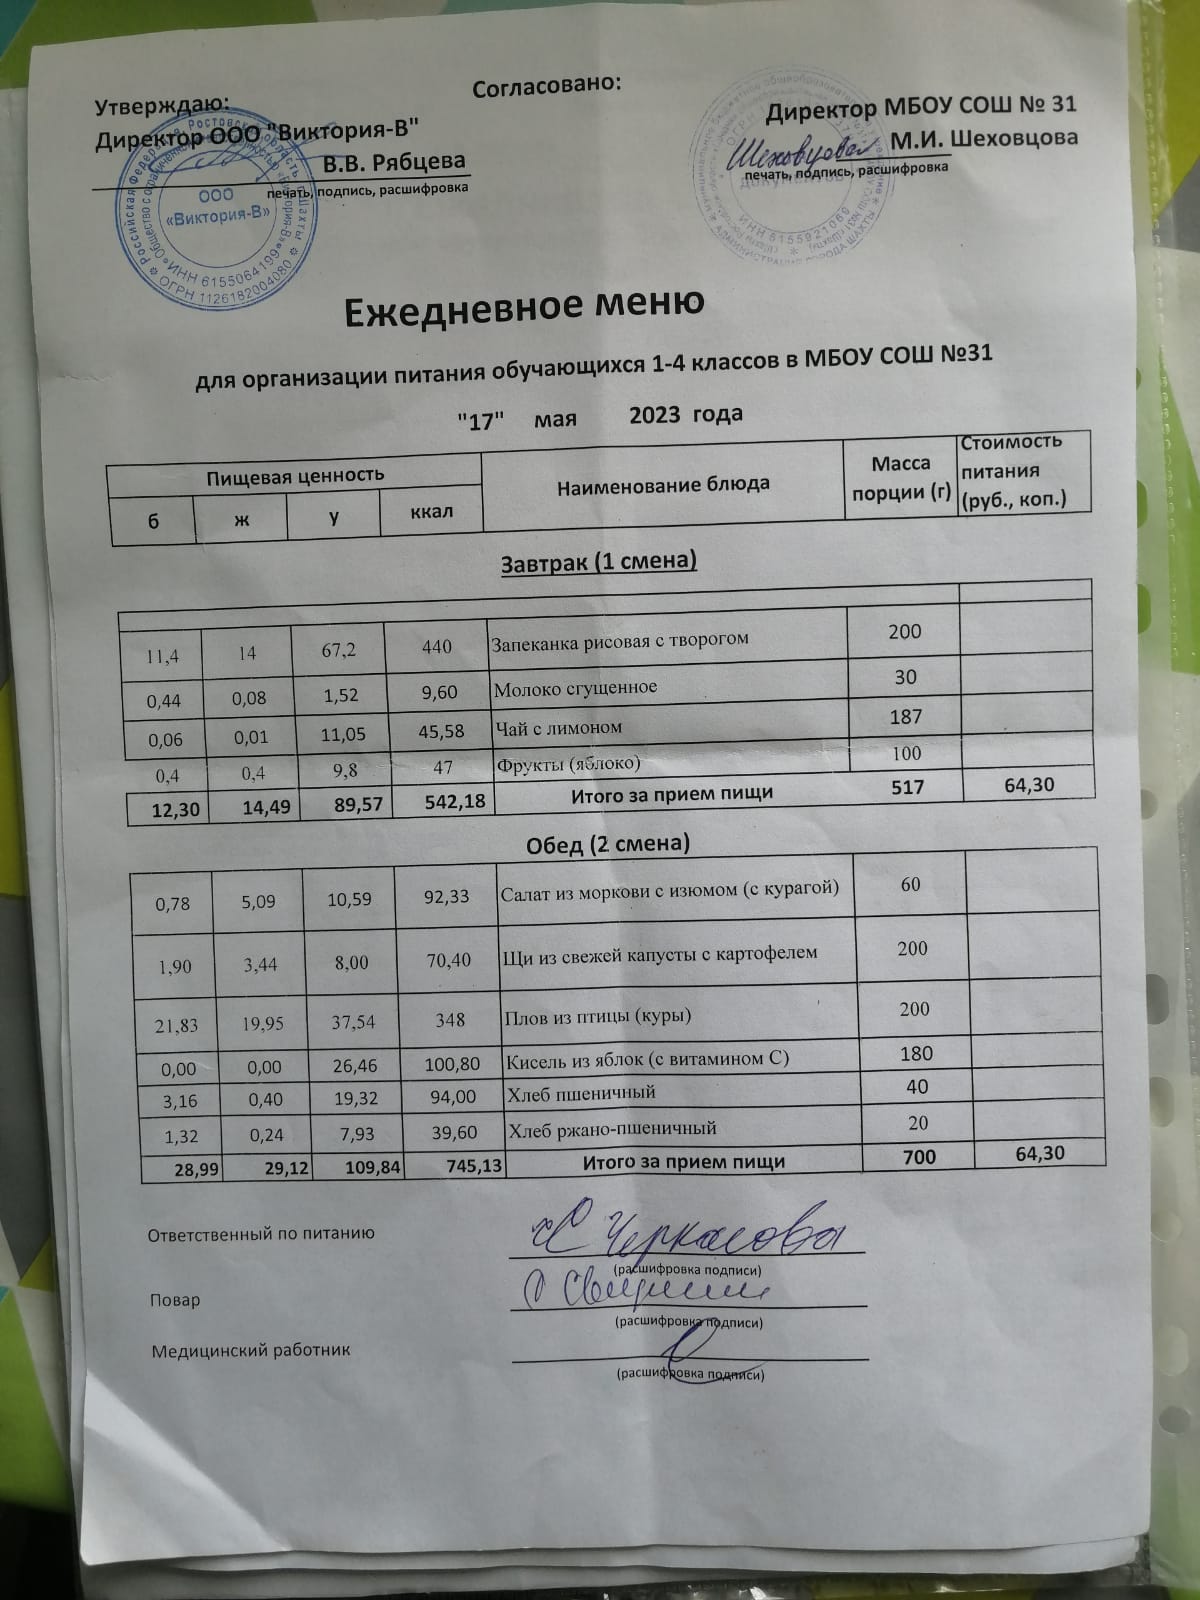 Утверждаю:
Согласовано:
Директор ООО "Виктория-В"
В.В. Рябцева
печать, подпись, расшифровка
Директор МБОУ СОШ № 31
Шеховцова М.И. Шеховцова
печать, подпись, расшифровка
ООО
«Виктория-В»
ИНН 6155064199
ОГРН 1126182004080
документов
ИНН 6155921069
Ежедневное меню
для организации питания обучающихся 1-4 классов в МБОУ СОШ №31
"17" мая 2023 года
Пищевая ценность Наименование блюда Масса порции (г) Стоимость питания (руб., коп.)
б ж у ккал
Завтрак (1 смена)
11,4 14 67,2 440 Запеканка рисовая с творогом 200
0,44 0,08 1,52 9,60 Молоко сгущенное 30
0,06 0,01 11,05 45,58 Чай с лимоном 187
0,4 0,4 9,8 47 Фрукты (яблоко) 100
12,30 14,49 89,57 542,18 Итого за прием пищи 517 64,30
Обед (2 смена)
0,78 5,09 10,59 92,33 Салат из моркови с изюмом (с курагой) 60
1,90 3,44 8,00 70,40 Щи из свежей капусты с картофелем 200
21,83 19,95 37,54 348 Плов из птицы (куры) 200
0,00 0,00 26,46 100,80 Кисель из яблок (с витамином С) 180
3,16 0,40 19,32 94,00 Хлеб пшеничный 40
1,32 0,24 7,93 39,60 Хлеб ржано-пшеничный 20
28,99 29,12 109,84 745,13 Итого за прием пищи 700 64,30
Ответственный по питанию Черкасова
(расшифровка подписи)
Повар
(расшифровка подписи)
Медицинский работник
(расшифровка подписи)